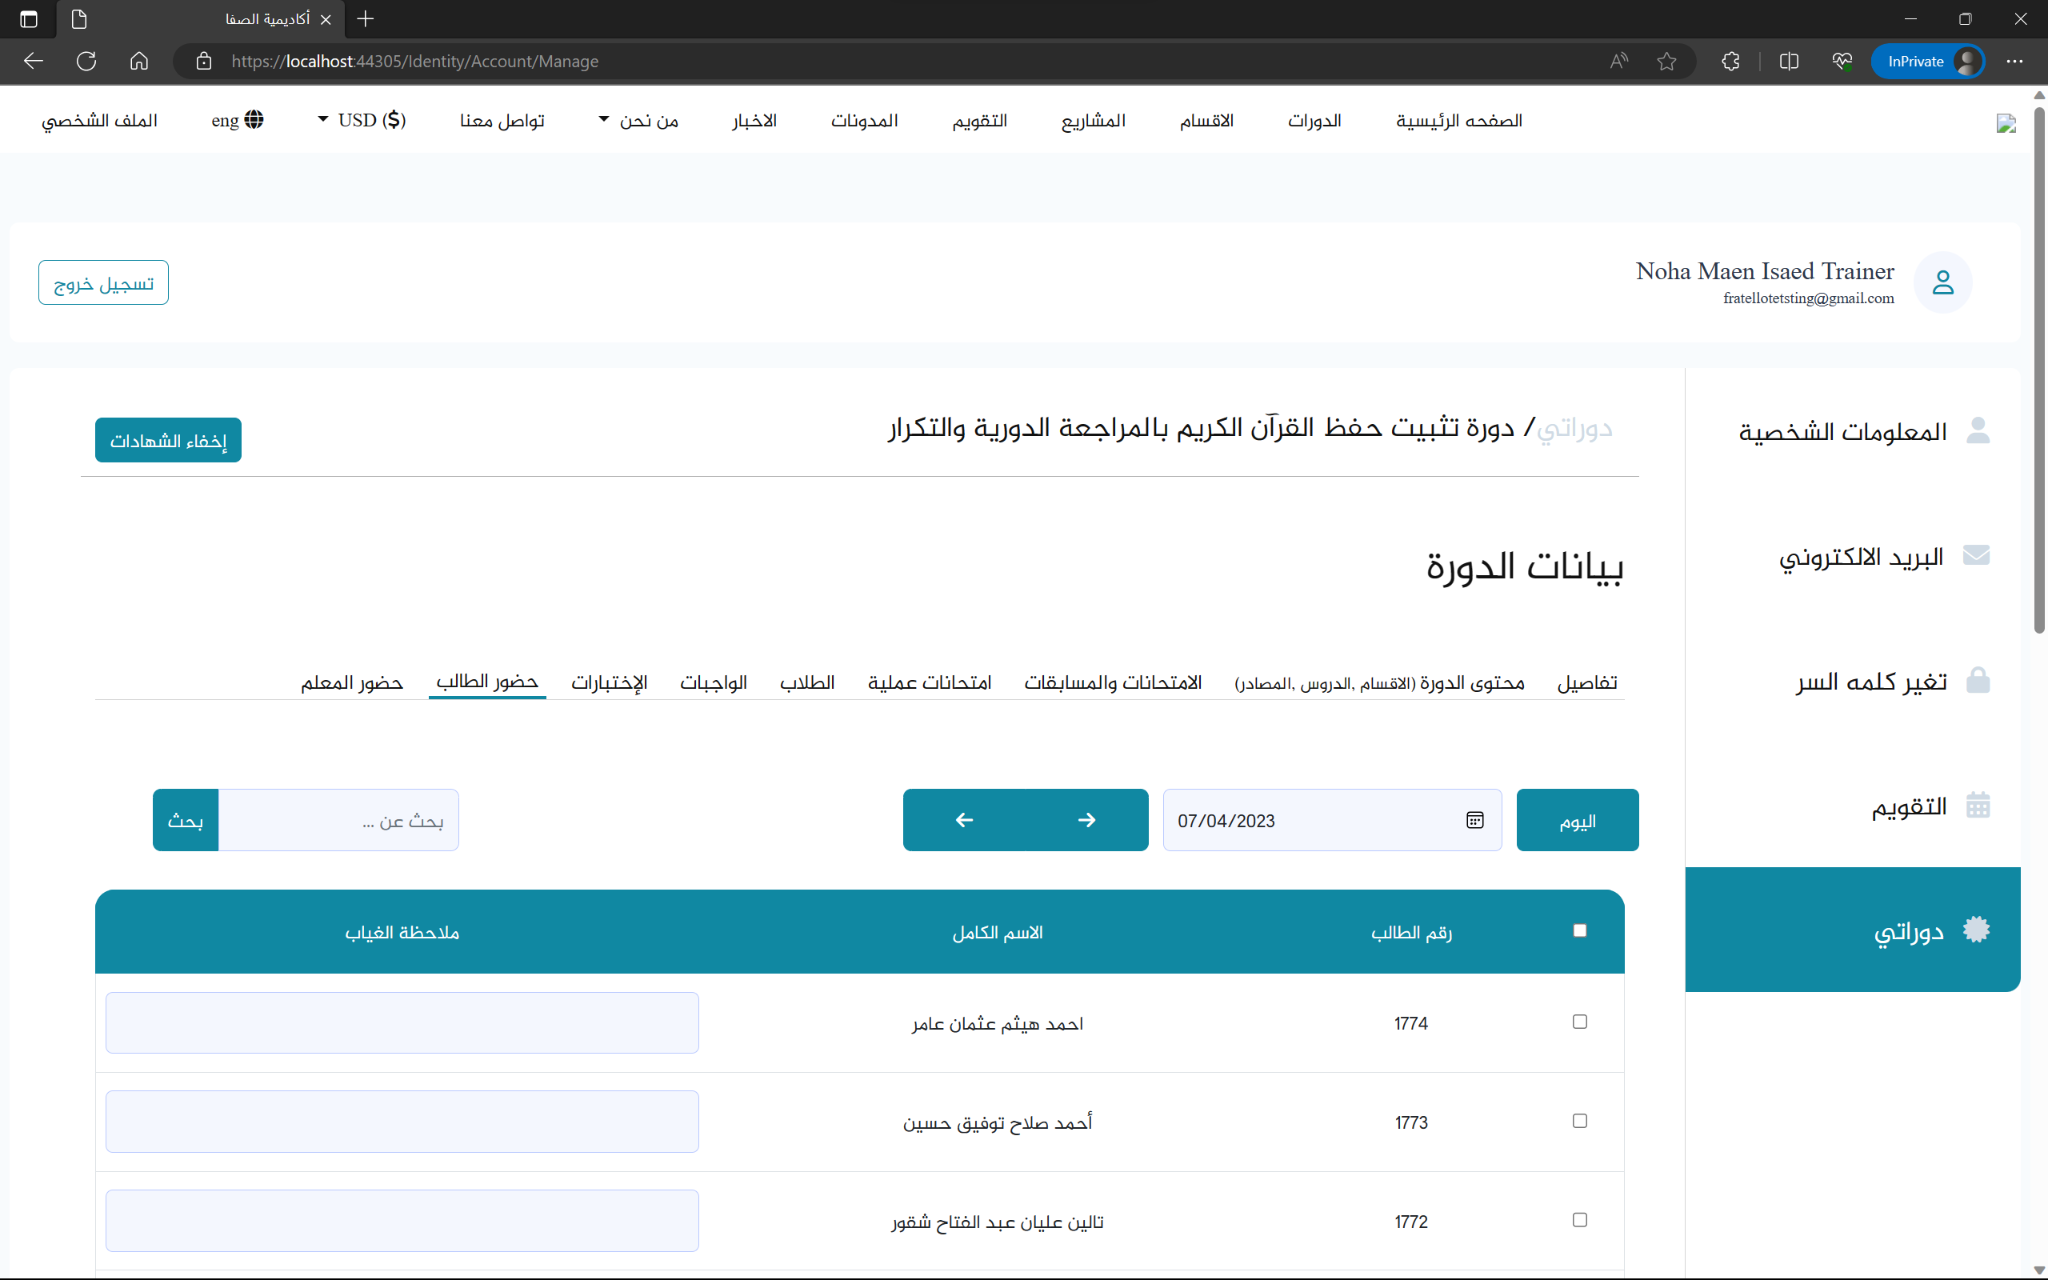 أكاديمية الصفا
https://localhost:44305/Identity/Account/Manage
InPrivate
الصفحه الرئيسية
الدورات
الاقسام
المشاريع
التقويم
المدونات
الاخبار
من نحن
تواصل معنا
USD ($)
eng
الملف الشخصي
Noha Maen Isaed Trainer
fratellotetsting@gmail.com
تسجيل خروج
المعلومات الشخصية
البريد الالكتروني
تغير كلمه السر
التقويم
دوراتي
دوراتي/ دورة تثبيت حفظ القرآن الكريم بالمراجعة الدورية والتكرار
إخفاء الشهادات
بيانات الدورة
تفاصيل
محتوى الدورة (الاقسام ,الدروس ,المصادر)
الامتحانات والمسابقات
امتحانات عملية
الطلاب
الواجبات
الإختبارات
حضور الطالب
حضور المعلم
اليوم
07/04/2023
بحث عن ...
بحث
رقم الطالب الاسم الكامل ملاحظة الغياب
1774 احمد هيثم عثمان عامر
1773 أحمد صلاح توفيق حسين
1772 تالين عليان عبد الفتاح شقور